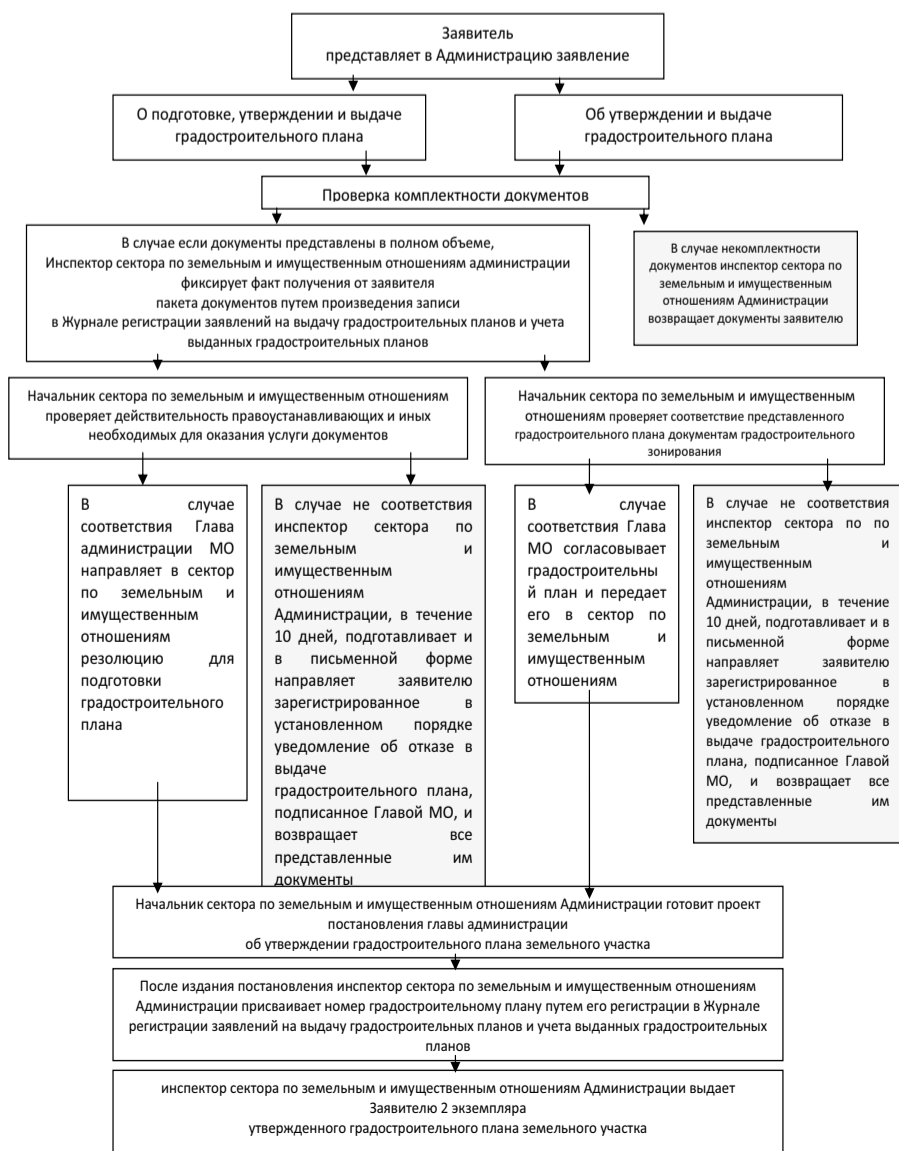 Заявитель
представляет в Администрацию заявление
О подготовке, утверждении и выдаче
градостроительного плана
Об утверждении и выдаче
градостроительного плана
Проверка комплектности документов
В случае если документы представлены в полном объеме,
Инспектор сектора по земельным и имущественным отношениям администрации
фиксирует факт получения от заявителя
пакета документов путем произведения записи
в Журнале регистрации заявлений на выдачу градостроительных планов и учета
выданных градостроительных планов
В случае некомплектности
документов инспектор сектора по
земельным и имущественным
отношениям Администрации
возвращает документы заявителю
Начальник сектора по земельным и имущественным отношениям
проверяет действительность правоустанавливающих и иных
необходимых для оказания услуги документов
Начальник сектора по земельным и имущественным
отношениям проверяет соответствие представленного
градостроительного плана документам градостроительного
зонирования
В случае
соответствия Глава
администрации МО
направляет в сектор
по земельным и
имущественным
отношениям
резолюцию для
подготовки
градостроительного
плана
В случае не соответствия
инспектор сектора по
земельным и
имущественным
отношениям
Администрации, в течение
10 дней, подготавливает и
в письменной форме
направляет заявителю
зарегистрированное в
установленном порядке
уведомление об отказе в
выдаче
градостроительного плана,
подписанное Главой МО, и
возвращает все
представленные им
документы
В случае
соответствия Глава
МО согласовывает
градостроительны
й план и передает
его в сектор по
земельным и
имущественным
отношениям
В случае не соответствия
инспектор сектора по по
земельным и
имущественным
отношениям
Администрации, в течение
10 дней, подготавливает и
в письменной форме
направляет заявителю
зарегистрированное в
установленном порядке
уведомление об отказе в
выдаче градостроительного
плана, подписанное Главой
МО, и возвращает все
представленные им
документы
Начальник сектора по земельным и имущественным отношениям Администрации готовит проект
постановления главы администрации
об утверждении градостроительного плана земельного участка
После издания постановления инспектор сектора по земельным и имущественным отношениям
Администрации присваивает номер градостроительному плану путем его регистрации в Журнале
регистрации заявлений на выдачу градостроительных планов и учета выданных градостроительных
планов
инспектор сектора по земельным и имущественным отношениям Администрации выдает
Заявителю 2 экземпляра
утвержденного градостроительного плана земельного участка